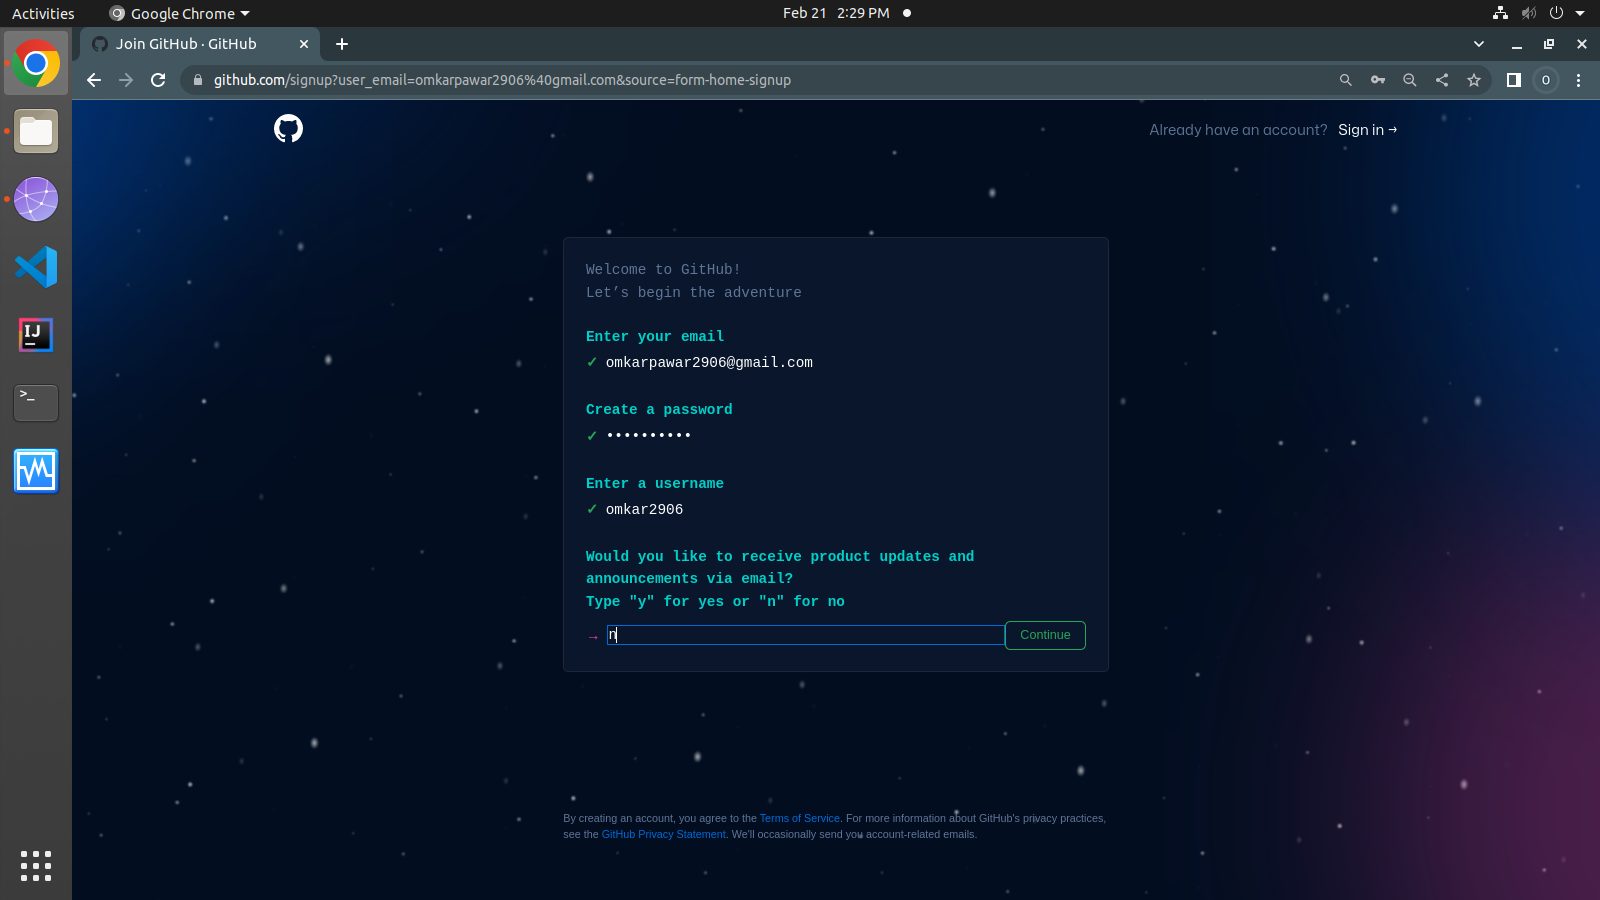 Activities
Google Chrome
Feb 21 2:29 PM
Join GitHub · GitHub
github.com/signup?user_email=omkarpawar2906%40gmail.com&source=form-home-signup
O
Already have an account? Sign in →
Welcome to GitHub!
Let’s begin the adventure
Enter your email
✓ omkarpawar2906@gmail.com
Create a password
✓ ••••••••••
Enter a username
✓ omkar2906
Would you like to receive product updates and
announcements via email?
Type "y" for yes or "n" for no
→ n
Continue
By creating an account, you agree to the Terms of Service. For more information about GitHub's privacy practices,
see the GitHub Privacy Statement. We'll occasionally send you account-related emails.
IJ
>_